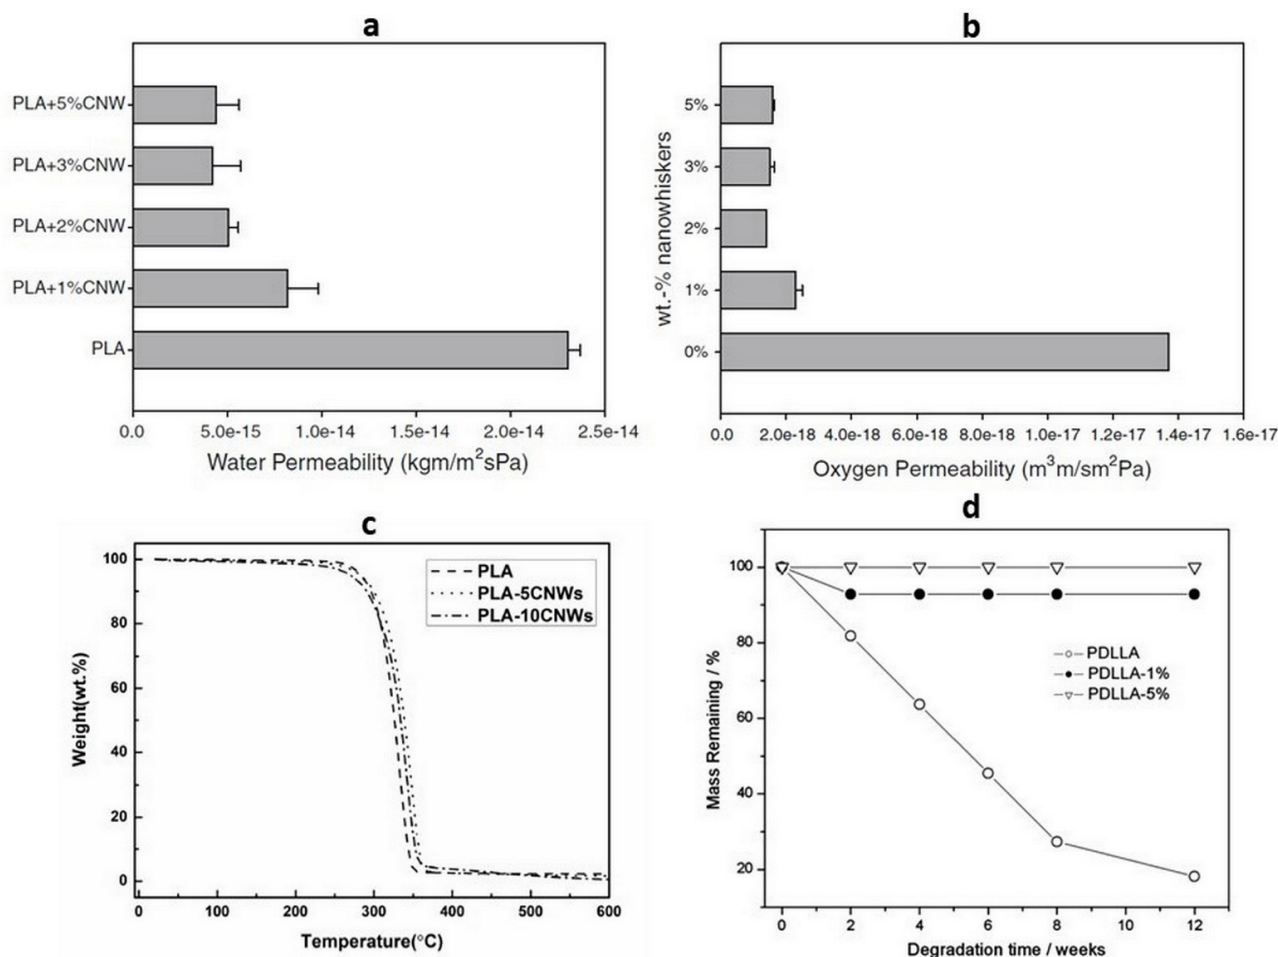 a
PLA+5%CNW
PLA+3%CNW
PLA+2%CNW
PLA+1%CNW
PLA
0.0 5.0e-15 1.0e-14 1.5e-14 2.0e-14 2.5e-14
Water Permeability (kgm/m²sPa)
b
wt.-% nanowhiskers
5%
3%
2%
1%
0%
0.0 2.0e-18 4.0e-18 6.0e-18 8.0e-18 1.0e-17 1.2e-17 1.4e-17 1.6e-17
Oxygen Permeability (m³m/sm²Pa)
c
Weight(wt.%)
100
80
60
40
20
0
PLA
PLA-5CNWs
PLA-10CNWs
0 100 200 300 400 500 600
Temperature(°C)
d
Mass Remaining / %
100
80
60
40
20
PDLLA
PDLLA-1%
PDLLA-5%
0 2 4 6 8 10 12
Degradation time / weeks